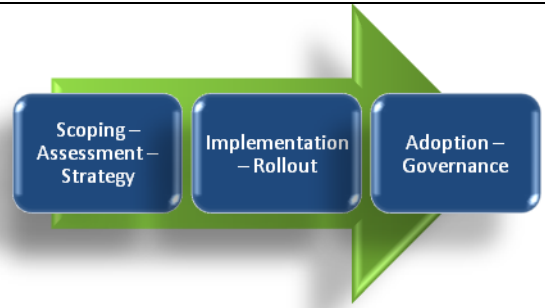 Scoping –
Assessment –
Strategy
Implementation
– Rollout
Adoption –
Governance